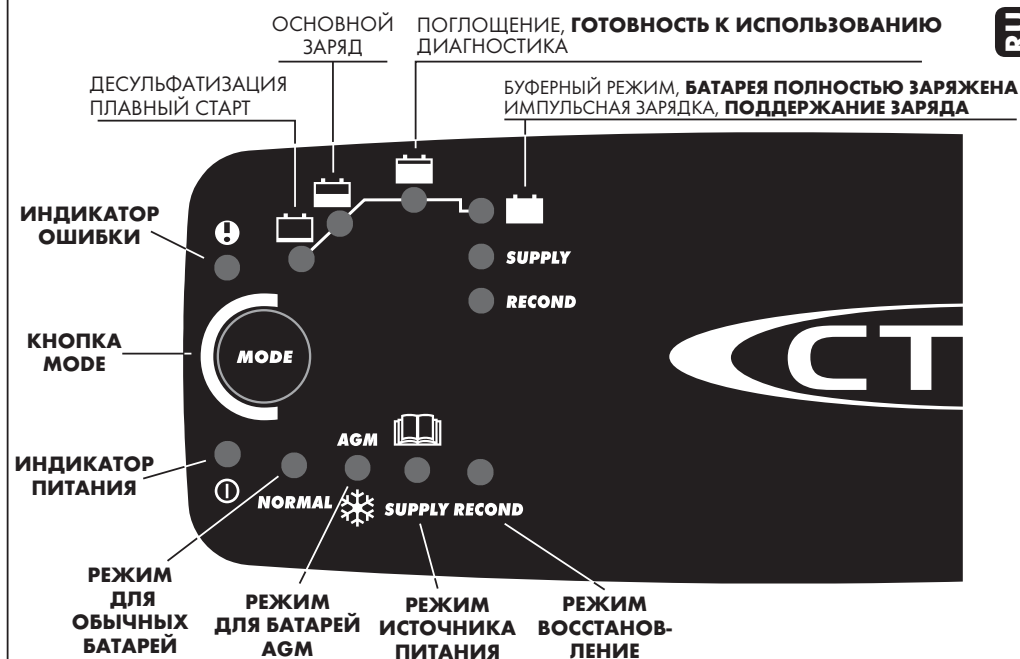 ОСНОВНОЙ
ЗАРЯД
ПОГЛОЩЕНИЕ, ГОТОВНОСТЬ К ИСПОЛЬЗОВАНИЮ
ДИАГНОСТИКА
RU
ДЕСУЛЬФАТИЗАЦИЯ
ПЛАВНЫЙ СТАРТ
БУФЕРНЫЙ РЕЖИМ, БАТАРЕЯ ПОЛНОСТЬЮ ЗАРЯЖЕНА
ИМПУЛЬСНАЯ ЗАРЯДКА, ПОДДЕРЖАНИЕ ЗАРЯДА
ИНДИКАТОР
ОШИБКИ
SUPPLY
RECOND
КНОПКА
MODE
MODE
CT
ИНДИКАТОР
ПИТАНИЯ
AGM
NORMAL
SUPPLY RECOND
РЕЖИМ
ДЛЯ
ОБЫЧНЫХ
БАТАРЕЙ
РЕЖИМ
ДЛЯ БАТАРЕЙ
AGM
РЕЖИМ
ИСТОЧНИКА
ПИТАНИЯ
РЕЖИМ
ВОССТАНОВ-
ЛЕНИЕ